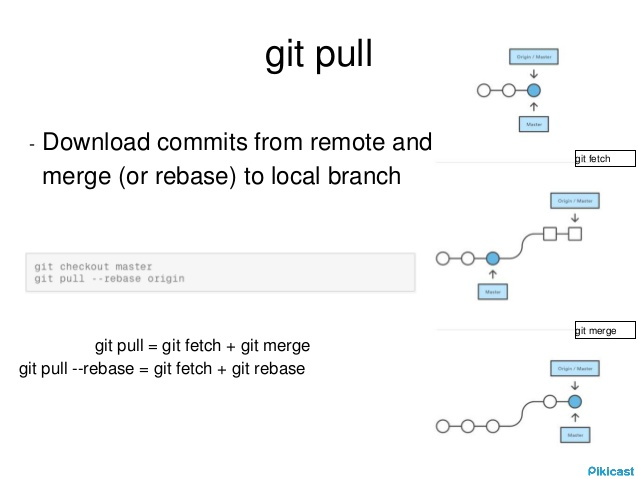 git pull
- Download commits from remote and
merge (or rebase) to local branch
git checkout master
git pull --rebase origin
git pull = git fetch + git merge
git pull --rebase = git fetch + git rebase
Origin / Master
Master
git fetch
Origin / Master
Master
git merge
Origin / Master
Master
Pikicast